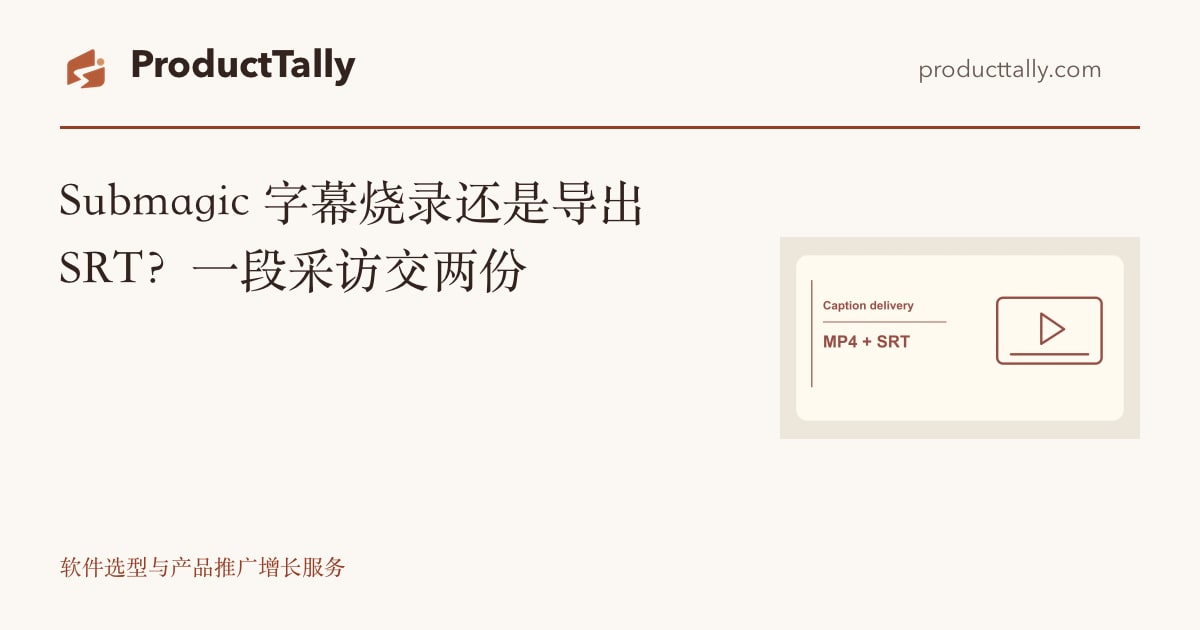 ProductTally
producttally.com
Submagic 字幕烧录还是导出
SRT？一段采访交两份
Caption delivery
MP4 + SRT
软件选型与产品推广增长服务